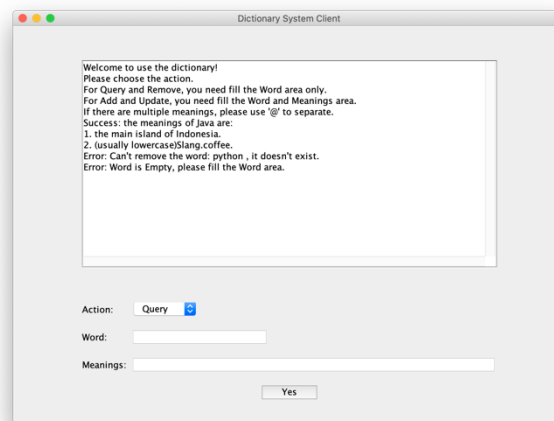 Dictionary System Client
Welcome to use the dictionary!
Please choose the action.
For Query and Remove, you need fill the Word area only.
For Add and Update, you need fill the Word and Meanings area.
If there are multiple meanings, please use '@' to separate.
Success: the meanings of Java are:
1. the main island of Indonesia.
2. (usually lowercase)Slang.coffee.
Error: Can't remove the word: python , it doesn't exist.
Error: Word is Empty, please fill the Word area.
Action: Query
Word:
Meanings:
Yes